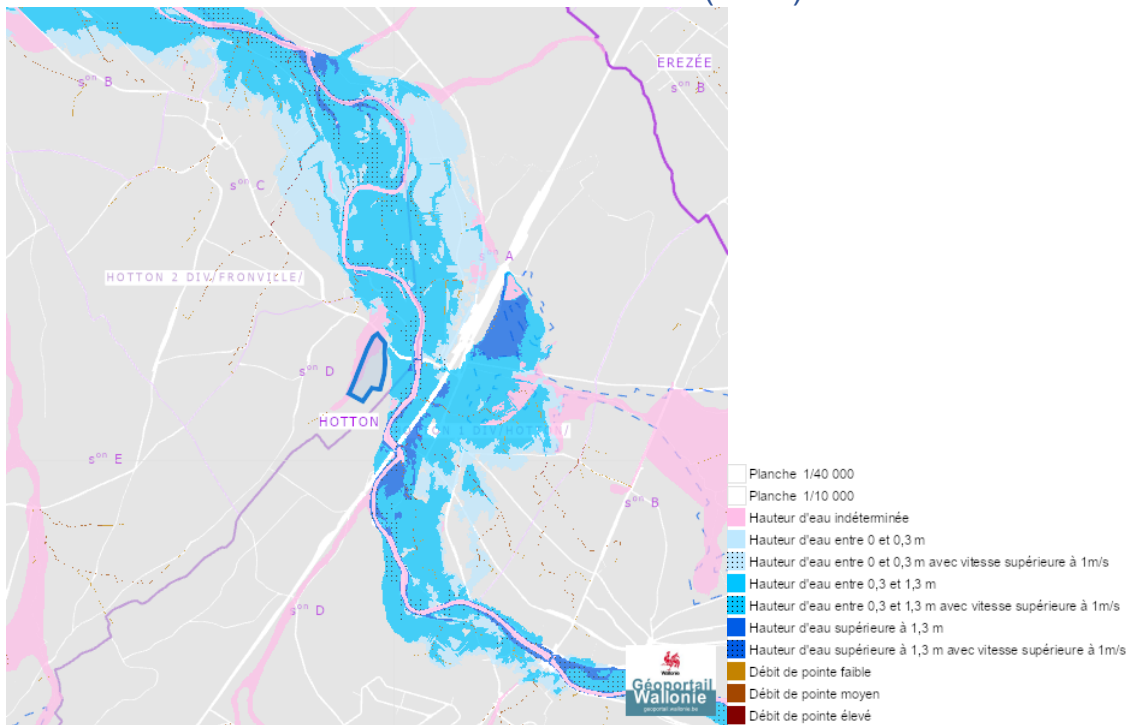 EREZÉE
sᵒⁿ B
sᵒⁿ B
sᵒⁿ C
A
HOTTON 2 DIV/FRONVILLE/
sᵒⁿ D
HOTTON
1 DIV/HOTTON/
sᵒⁿ E
sᵒⁿ B
sᵒⁿ D
Wallonie
Géoportail
Wallonie
geoportail.wallonie.be
Planche 1/40 000
Planche 1/10 000
Hauteur d'eau indéterminée
Hauteur d'eau entre 0 et 0,3 m
Hauteur d'eau entre 0 et 0,3 m avec vitesse supérieure à 1m/s
Hauteur d'eau entre 0,3 et 1,3 m
Hauteur d'eau entre 0,3 et 1,3 m avec vitesse supérieure à 1m/s
Hauteur d'eau supérieure à 1,3 m
Hauteur d'eau supérieure à 1,3 m avec vitesse supérieure à 1m/s
Débit de pointe faible
Débit de pointe moyen
Débit de pointe élevé